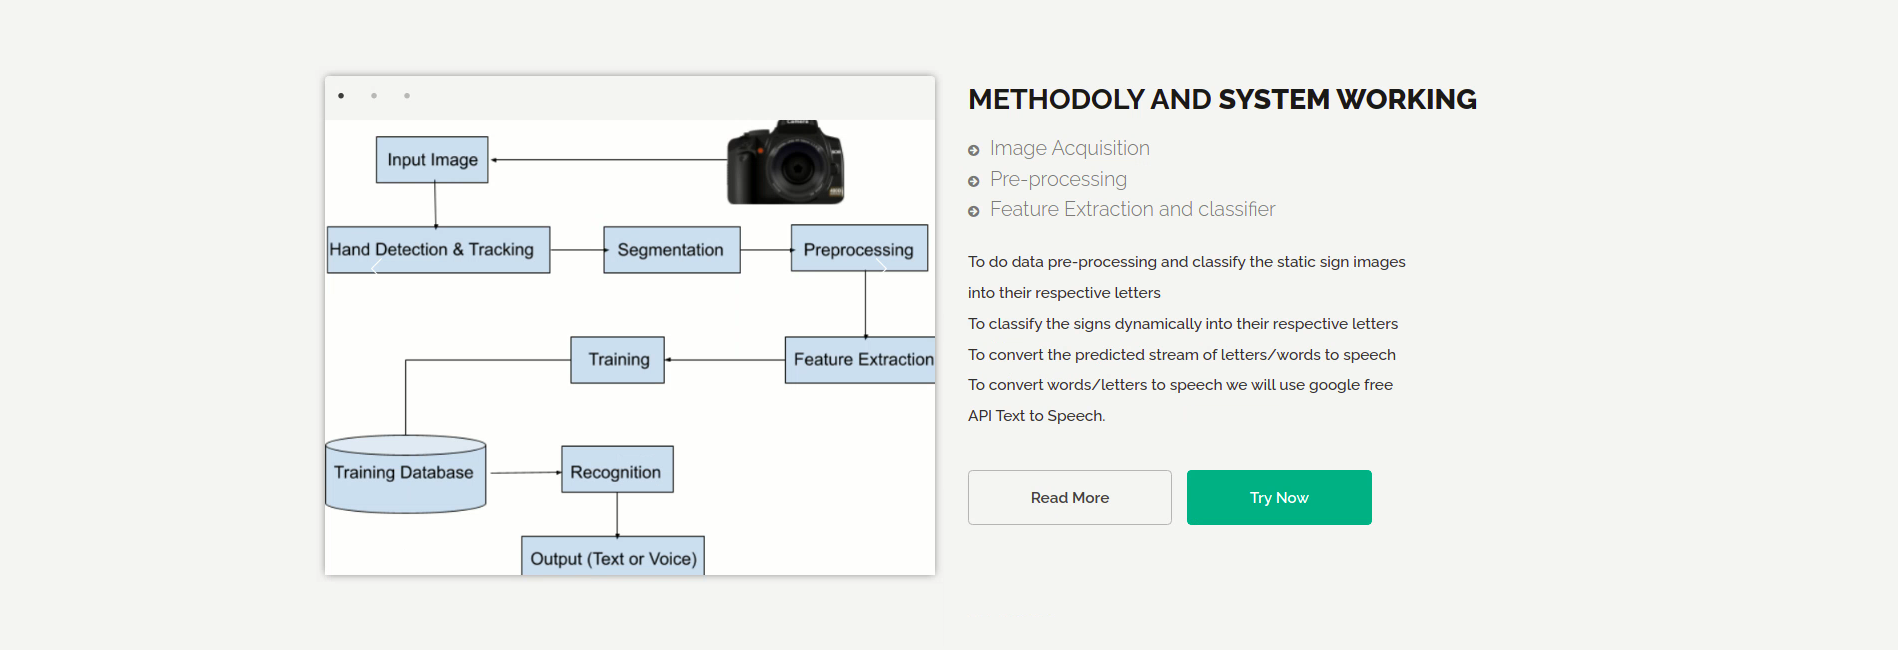 Camera
Input Image
Hand Detection & Tracking
Segmentation
Preprocessing
Training
Feature Extraction
Training Database
Recognition
Output (Text or Voice)
METHODOLY AND SYSTEM WORKING
Image Acquisition
Pre-processing
Feature Extraction and classifier
To do data pre-processing and classify the static sign images
into their respective letters
To classify the signs dynamically into their respective letters
To convert the predicted stream of letters/words to speech
To convert words/letters to speech we will use google free
API Text to Speech.
Read More
Try Now